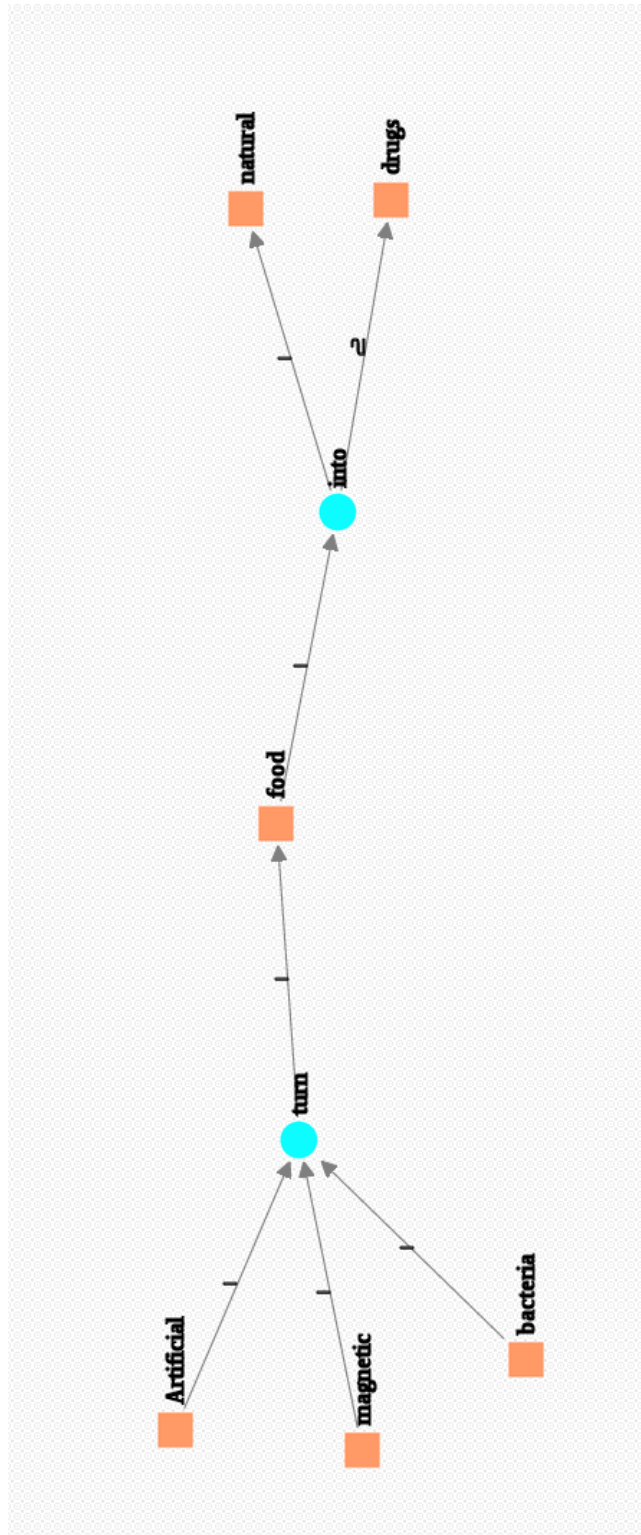 Artificial
magnetic
bacteria
1
1
1
turn
1
food
1
into
1
2
natural
drugs